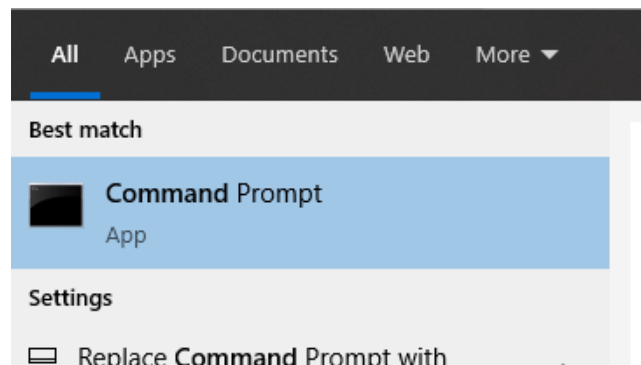 All Apps Documents Web More
Best match
Command Prompt
App
Settings
Replace Command Prompt with